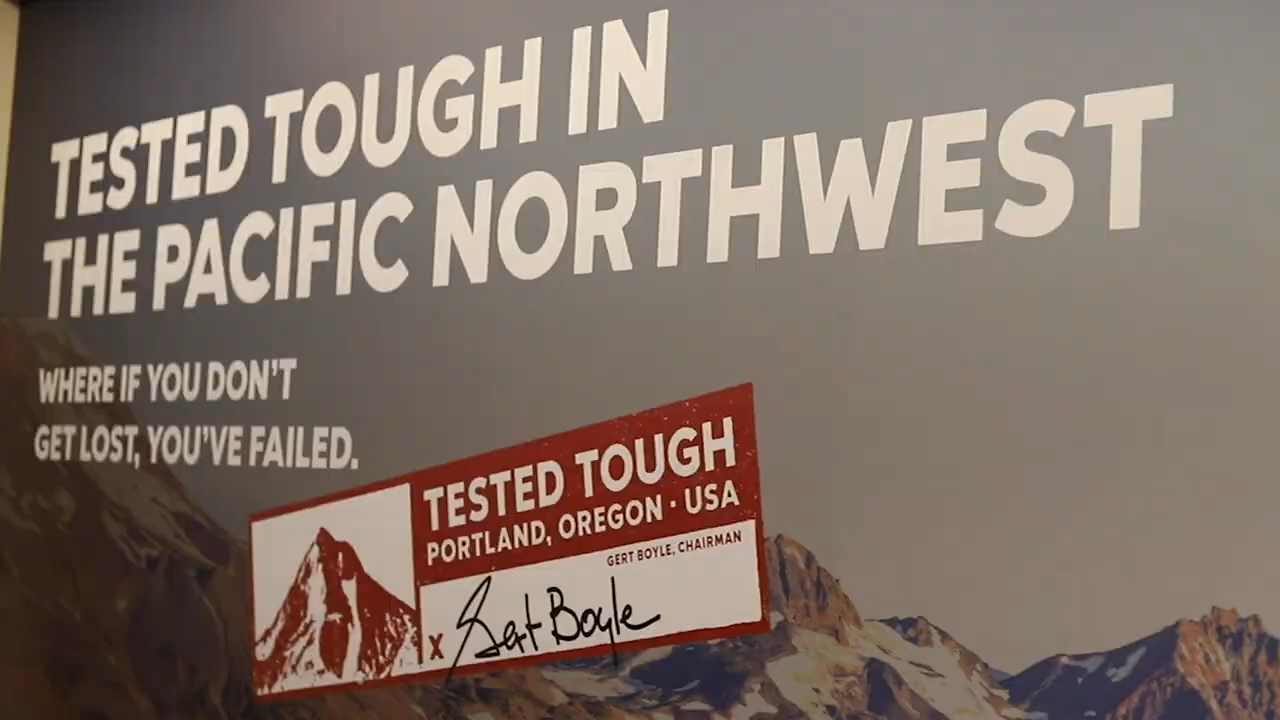 TESTED TOUGH IN
THE PACIFIC NORTHWEST
WHERE IF YOU DON'T
GET LOST, YOU'VE FAILED.
TESTED TOUGH
PORTLAND, OREGON · USA
GERT BOYLE, CHAIRMAN
x Gert Boyle